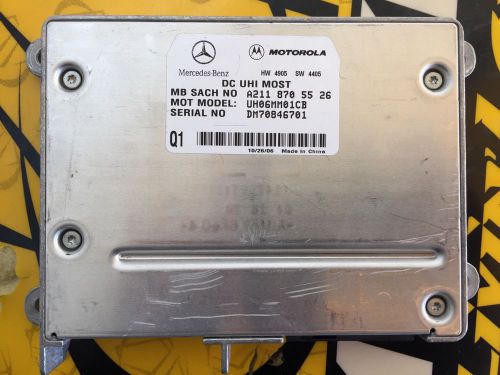 Mercedes-Benz MOTOROLA
HW 4905 SW 4405
DC UHI MOST
MB SACH NO A211 870 55 26
MOT MODEL: UH06MM01CB
SERIAL NO DM70846701
Q1
10/26/06 Made in China